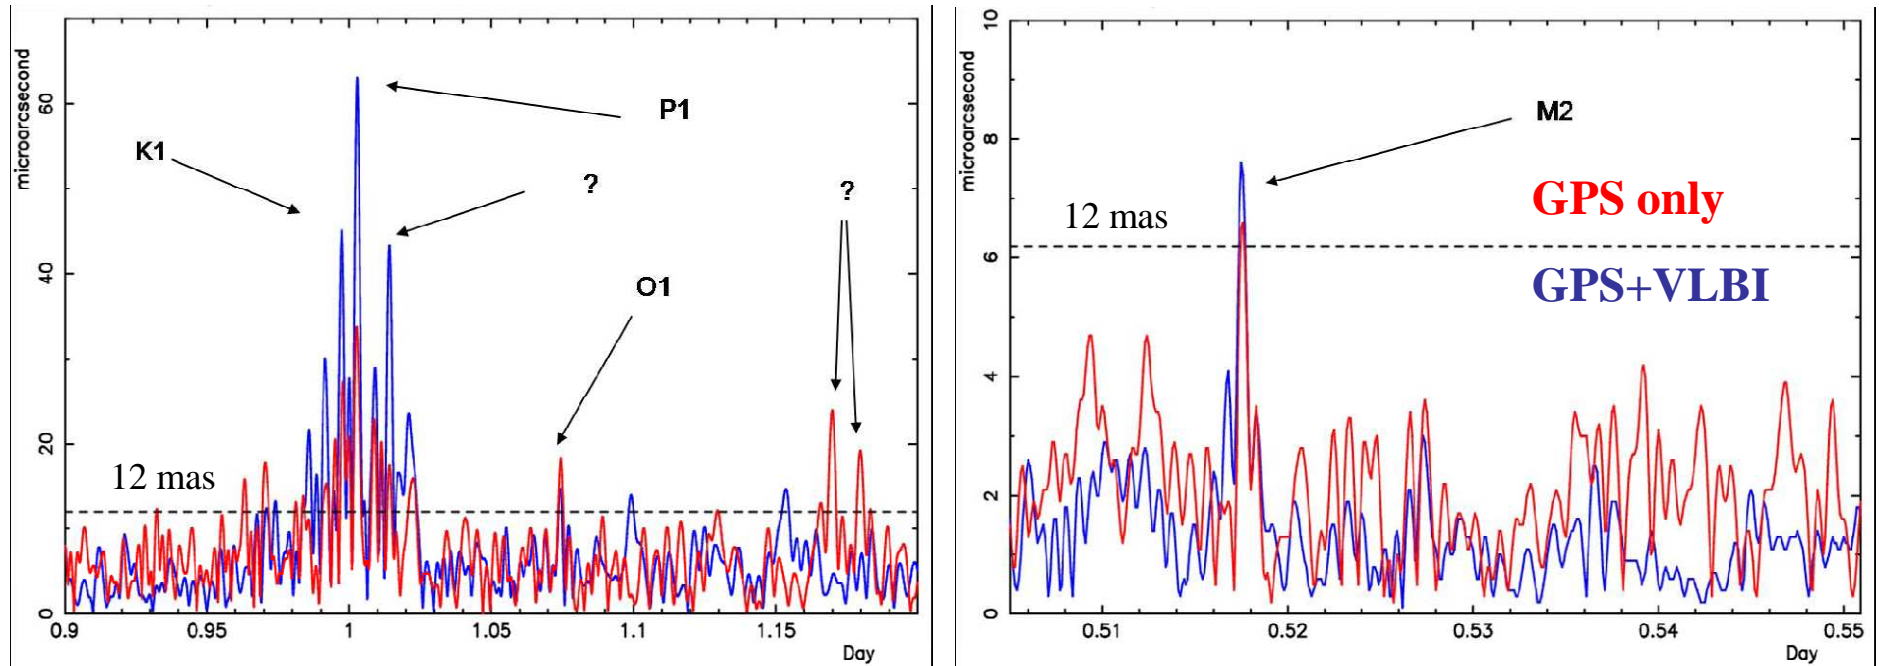 microarcsecond
60
40
20
0
K1
P1
?
?
O1
12 mas
0.9
0.95
1
1.05
1.1
1.15
Day
microarcsecond
10
8
6
4
2
0
M2
12 mas
GPS only
GPS+VLBI
0.51
0.52
0.53
0.54
0.55
Day